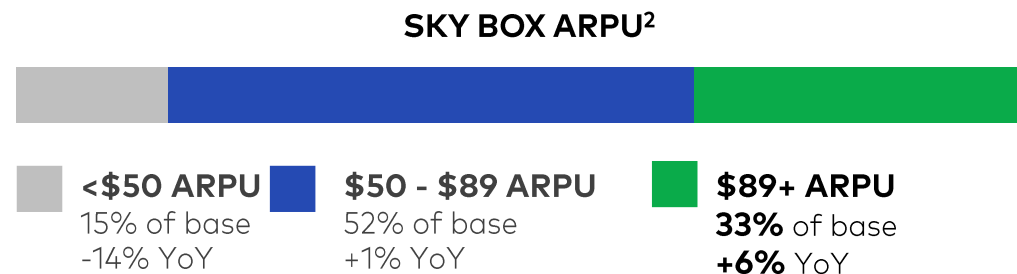 SKY BOX ARPU²
<$50 ARPU
15% of base
-14% YoY
$50 - $89 ARPU
52% of base
+1% YoY
$89+ ARPU
33% of base
+6% YoY